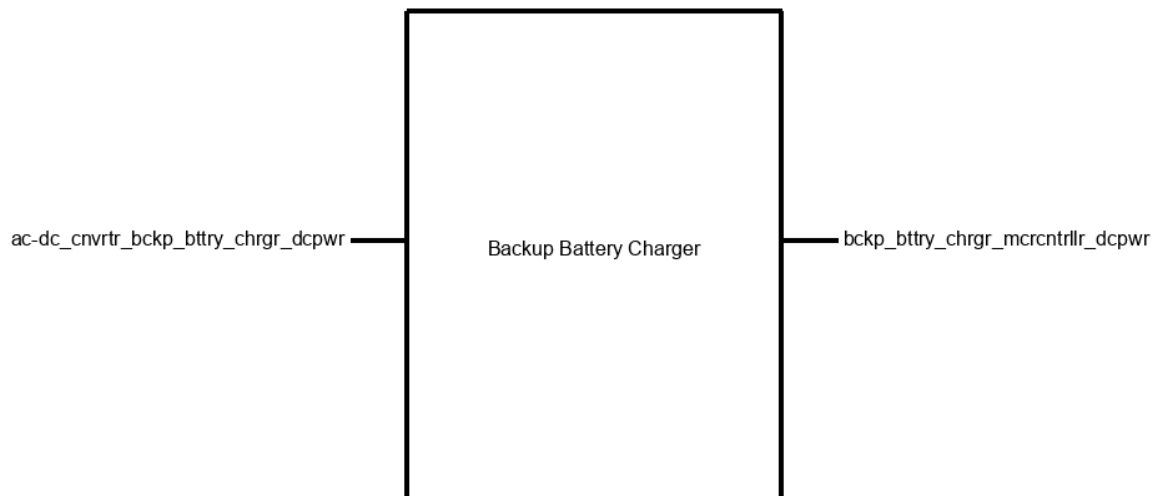 ac-dc_cnvrtr_bckp_bttry_chrgr_dcpwr
Backup Battery Charger
bckp_bttry_chrgr_mcrcntrllr_dcpwr